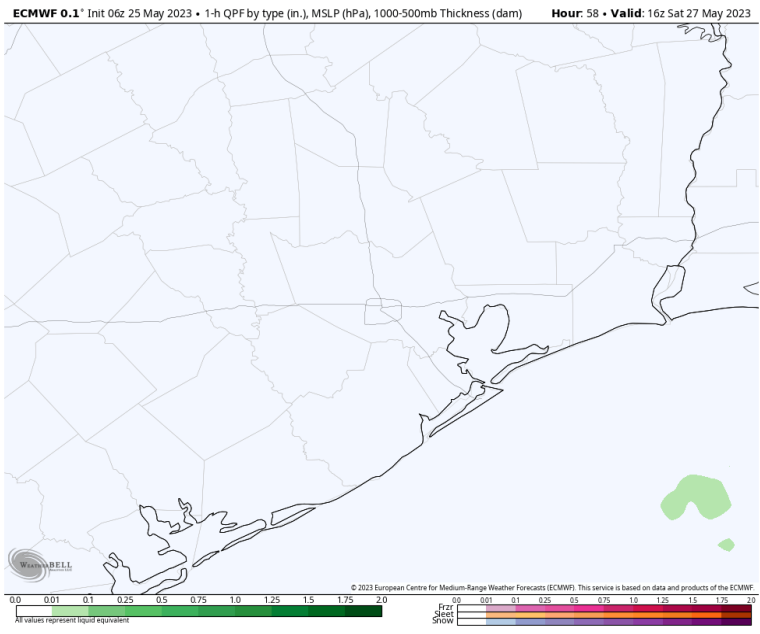 ECMWF 0.1° Init 06z 25 May 2023 • 1-h QPF by type (in.), MSLP (hPa), 1000-500mb Thickness (dam) Hour: 58 • Valid: 16z Sat 27 May 2023
WEATHERBELL
© 2023 European Centre for Medium-Range Weather Forecasts (ECMWF). This service is based on data and products of the ECMWF.
0.0 0.01 0.1 0.25 0.5 0.75 1.0 1.25 1.5 1.75 2.0
0.0 0.01 0.1 0.25 0.5 0.75 1.0 1.25 1.5 1.75 2.0
Frzr
Sleet
Snow
All values represent liquid equivalent